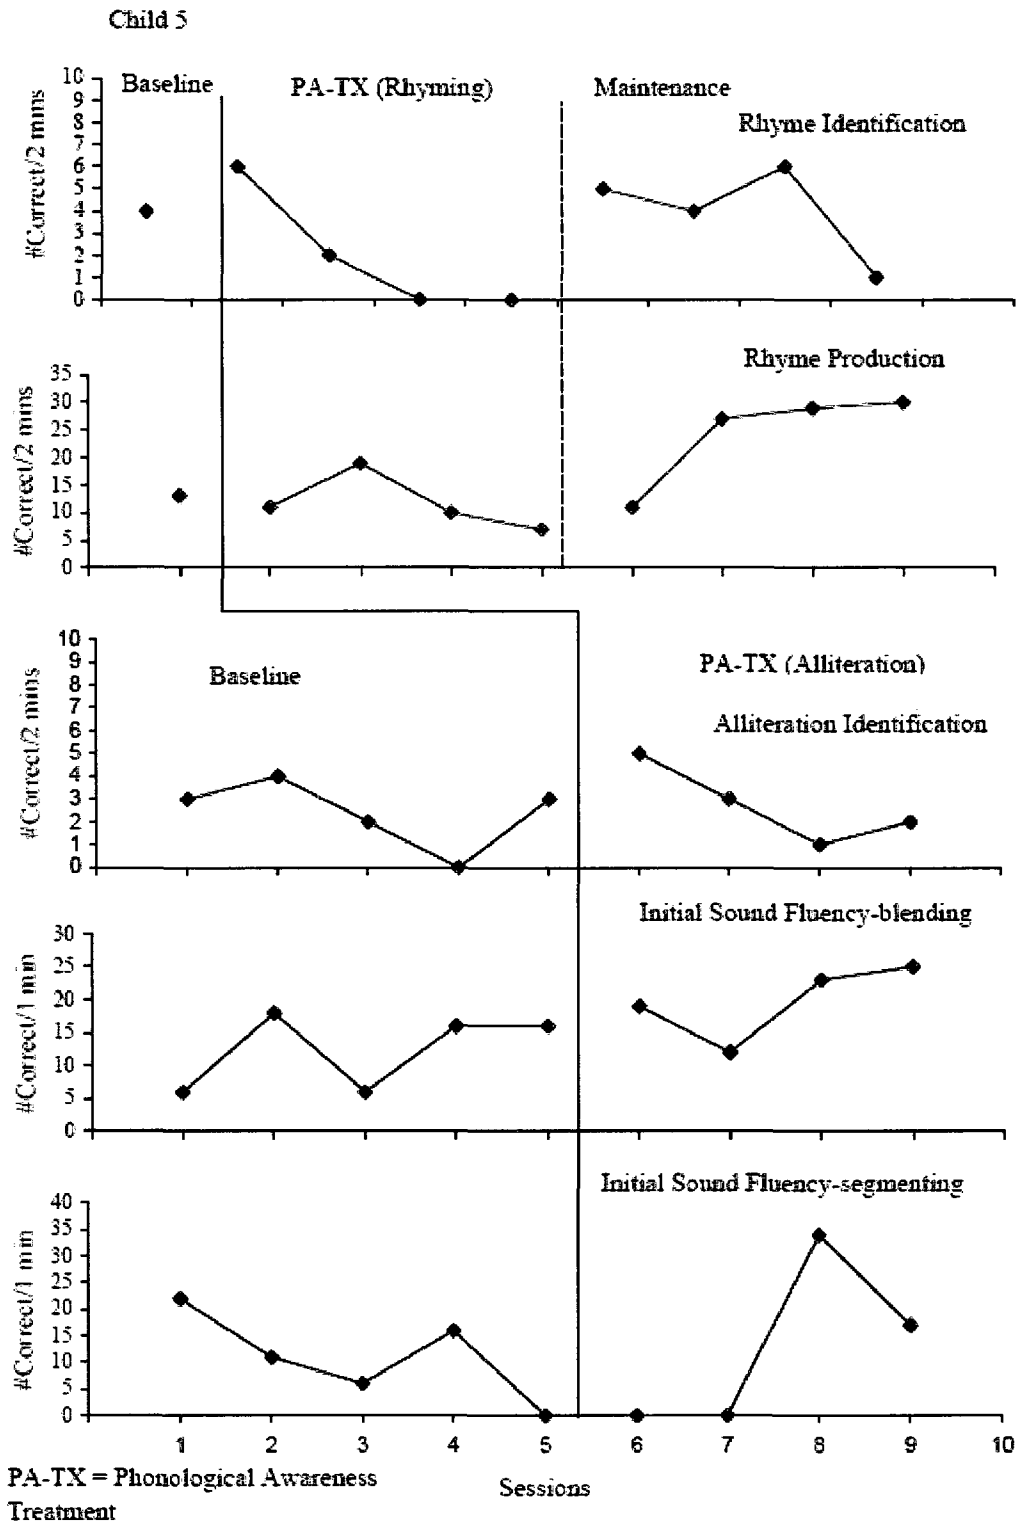 Child 5
Baseline PA-TX (Rhyming) Maintenance
Rhyme Identification
#Correct/2 mins
10
9
8
7
6
5
4
3
2
1
0
Rhyme Production
#Correct/2 mins
35
30
25
20
15
10
5
0
Baseline
PA-TX (Alliteration)
Alliteration Identification
#Correct/2 mins
10
9
8
7
6
5
4
3
2
1
0
Initial Sound Fluency-blending
#Correct/1 min
30
25
20
15
10
5
0
Initial Sound Fluency-segmenting
#Correct/1 min
40
35
30
25
20
15
10
5
0
1 2 3 4 5 6 7 8 9 10
Sessions
PA-TX = Phonological Awareness
Treatment